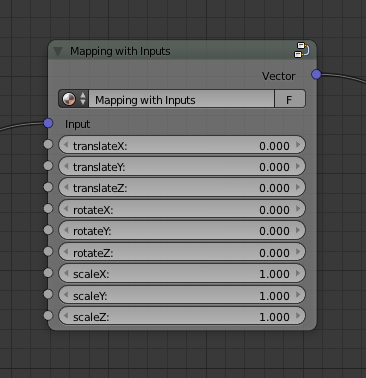 Mapping with Inputs
Vector
Mapping with Inputs F
Input
translateX: 0.000
translateY: 0.000
translateZ: 0.000
rotateX: 0.000
rotateY: 0.000
rotateZ: 0.000
scaleX: 1.000
scaleY: 1.000
scaleZ: 1.000